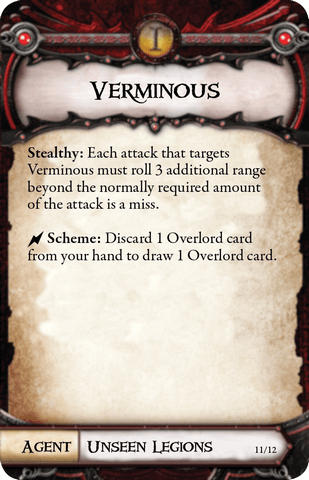 I
Verminous
Stealthy: Each attack that targets
Verminous must roll 3 additional range
beyond the normally required amount
of the attack is a miss.
Scheme: Discard 1 Overlord card
from your hand to draw 1 Overlord card.
Agent Unseen Legions 11/12